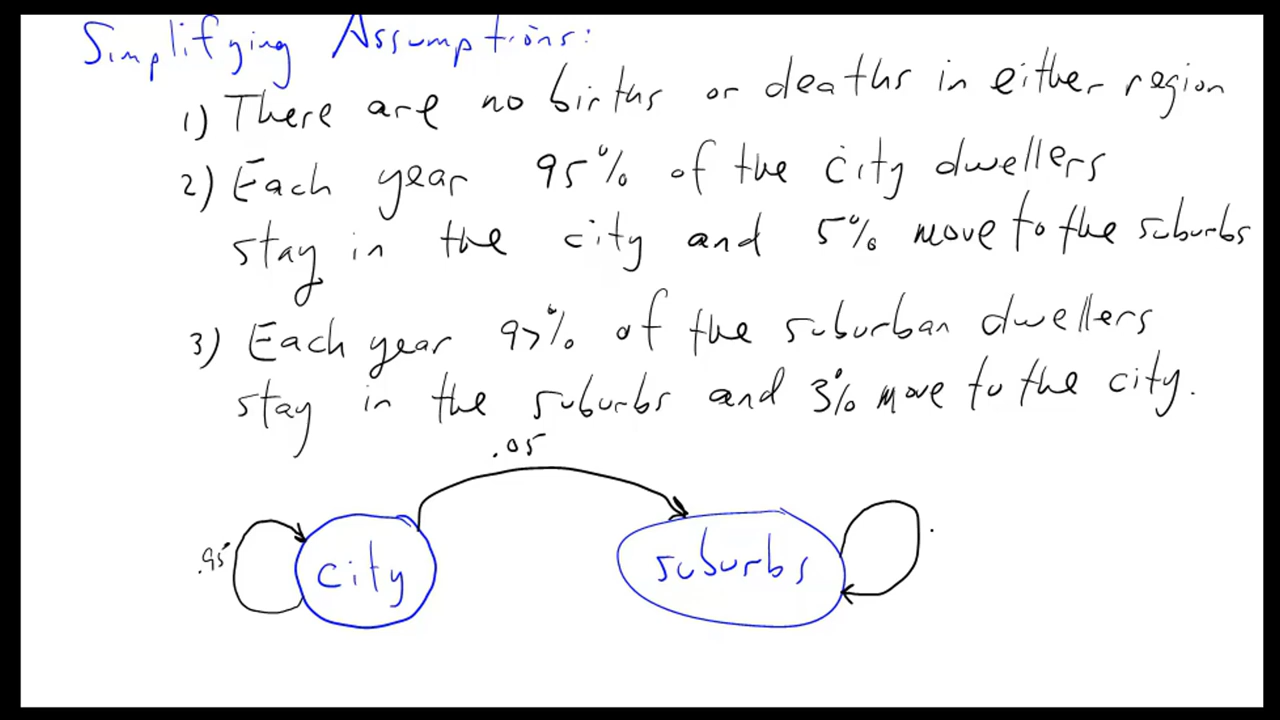 Simplifying Assumptions:
1) There are no births or deaths in either region
2) Each year 95% of the city dwellers
stay in the city and 5% move to the suburbs
3) Each year 97% of the suburban dwellers
stay in the suburbs and 3% move to the city.
.05
.95
city
suburbs
.